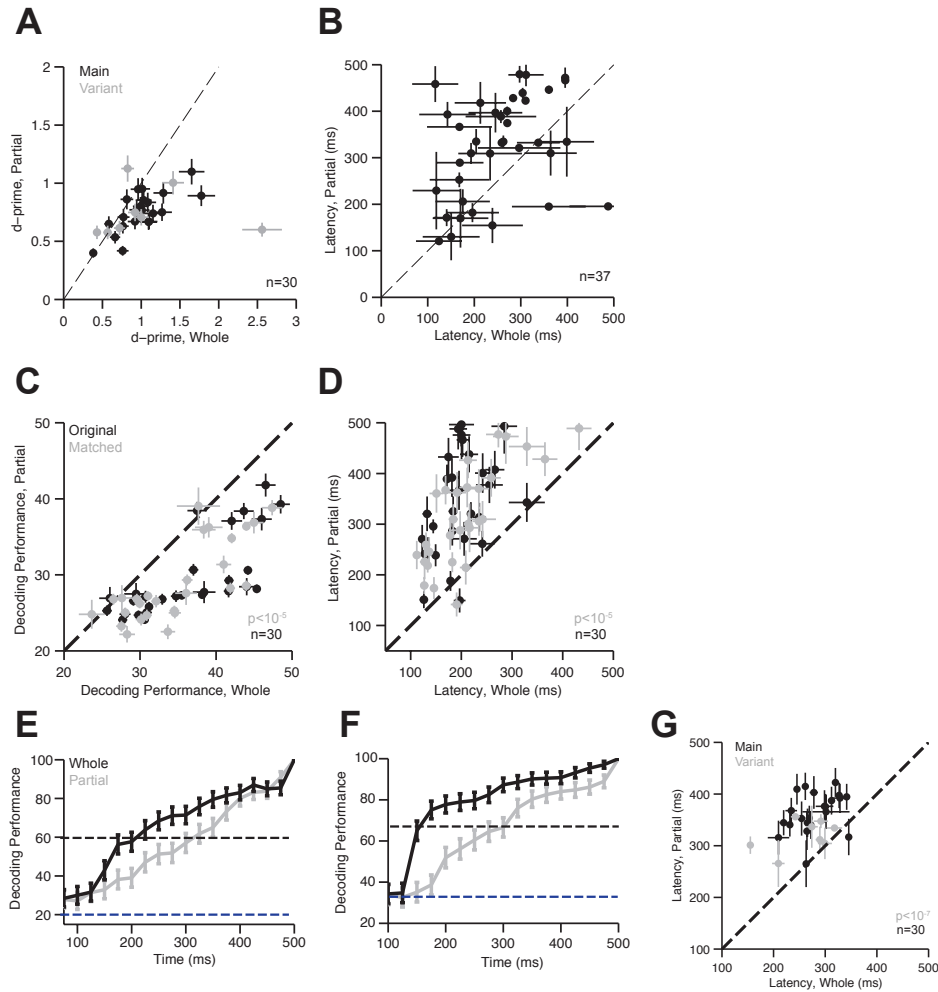 A
B
2
1.5
1
0.5
0
Main
Variant
n=30
d−prime, Partial
0 0.5 1 1.5 2 2.5 3
d−prime, Whole
500
400
300
200
100
0
n=37
Latency, Partial (ms)
0 100 200 300 400 500
Latency, Whole (ms)
C
D
50
40
30
20
Original
Matched
p<10-5
n=30
Decoding Performance, Partial
20 30 40 50
Decoding Performance, Whole
500
400
300
200
100
p<10-5
n=30
Latency, Partial (ms)
100 200 300 400 500
Latency, Whole (ms)
E
F
G
100
80
60
40
20
Whole
Partial
Decoding Performance
100 200 300 400 500
Time (ms)
100
80
60
40
20
Decoding Performance
100 200 300 400 500
Time (ms)
500
400
300
200
100
Main
Variant
p<10-7
n=30
Latency, Partial (ms)
100 200 300 400 500
Latency, Whole (ms)